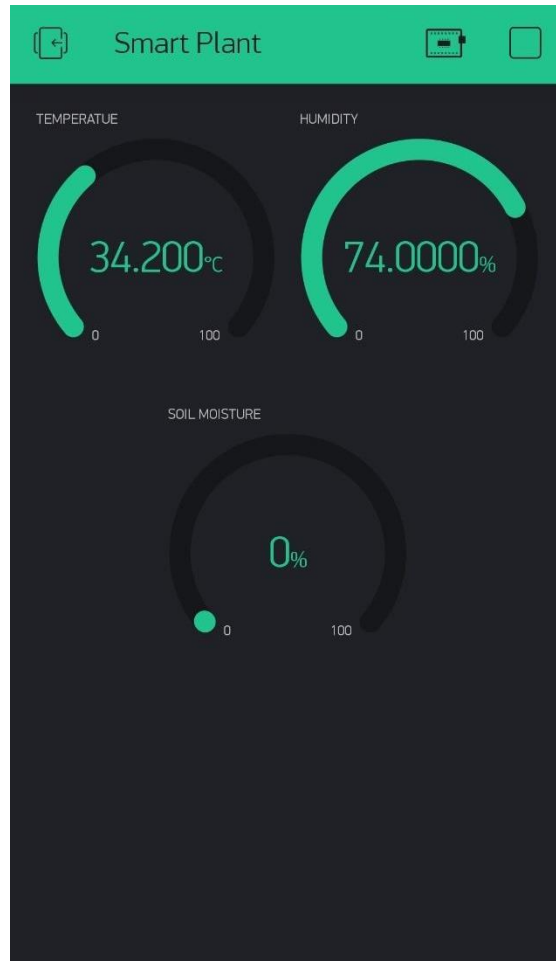 Smart Plant
TEMPERATUE
34.200°C
0 100
HUMIDITY
74.0000%
0 100
SOIL MOISTURE
0%
0 100